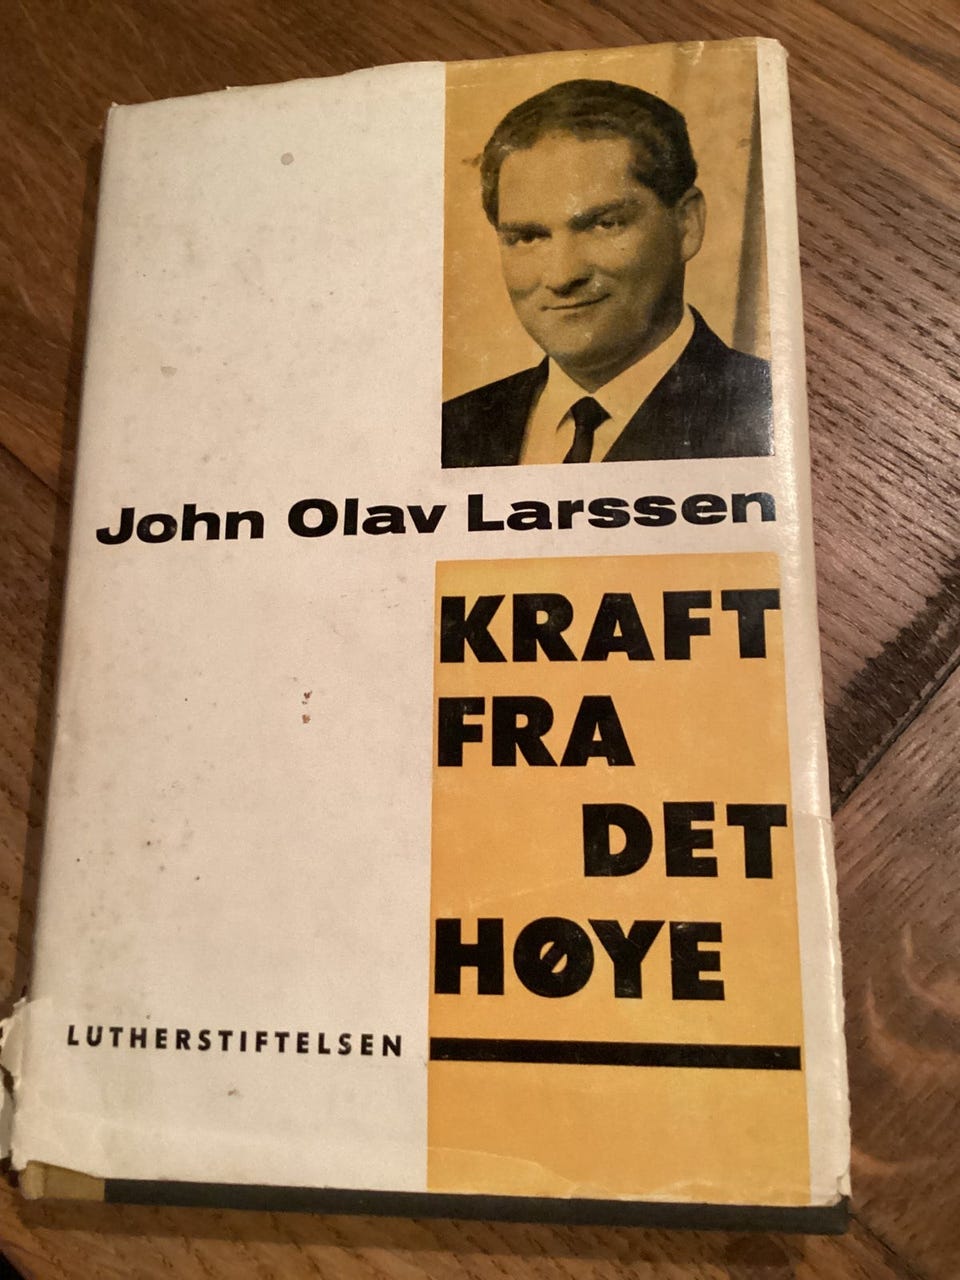 John Olav Larssen
KRAFT
FRA
DET
HØYE
LUTHERSTIFTELSEN